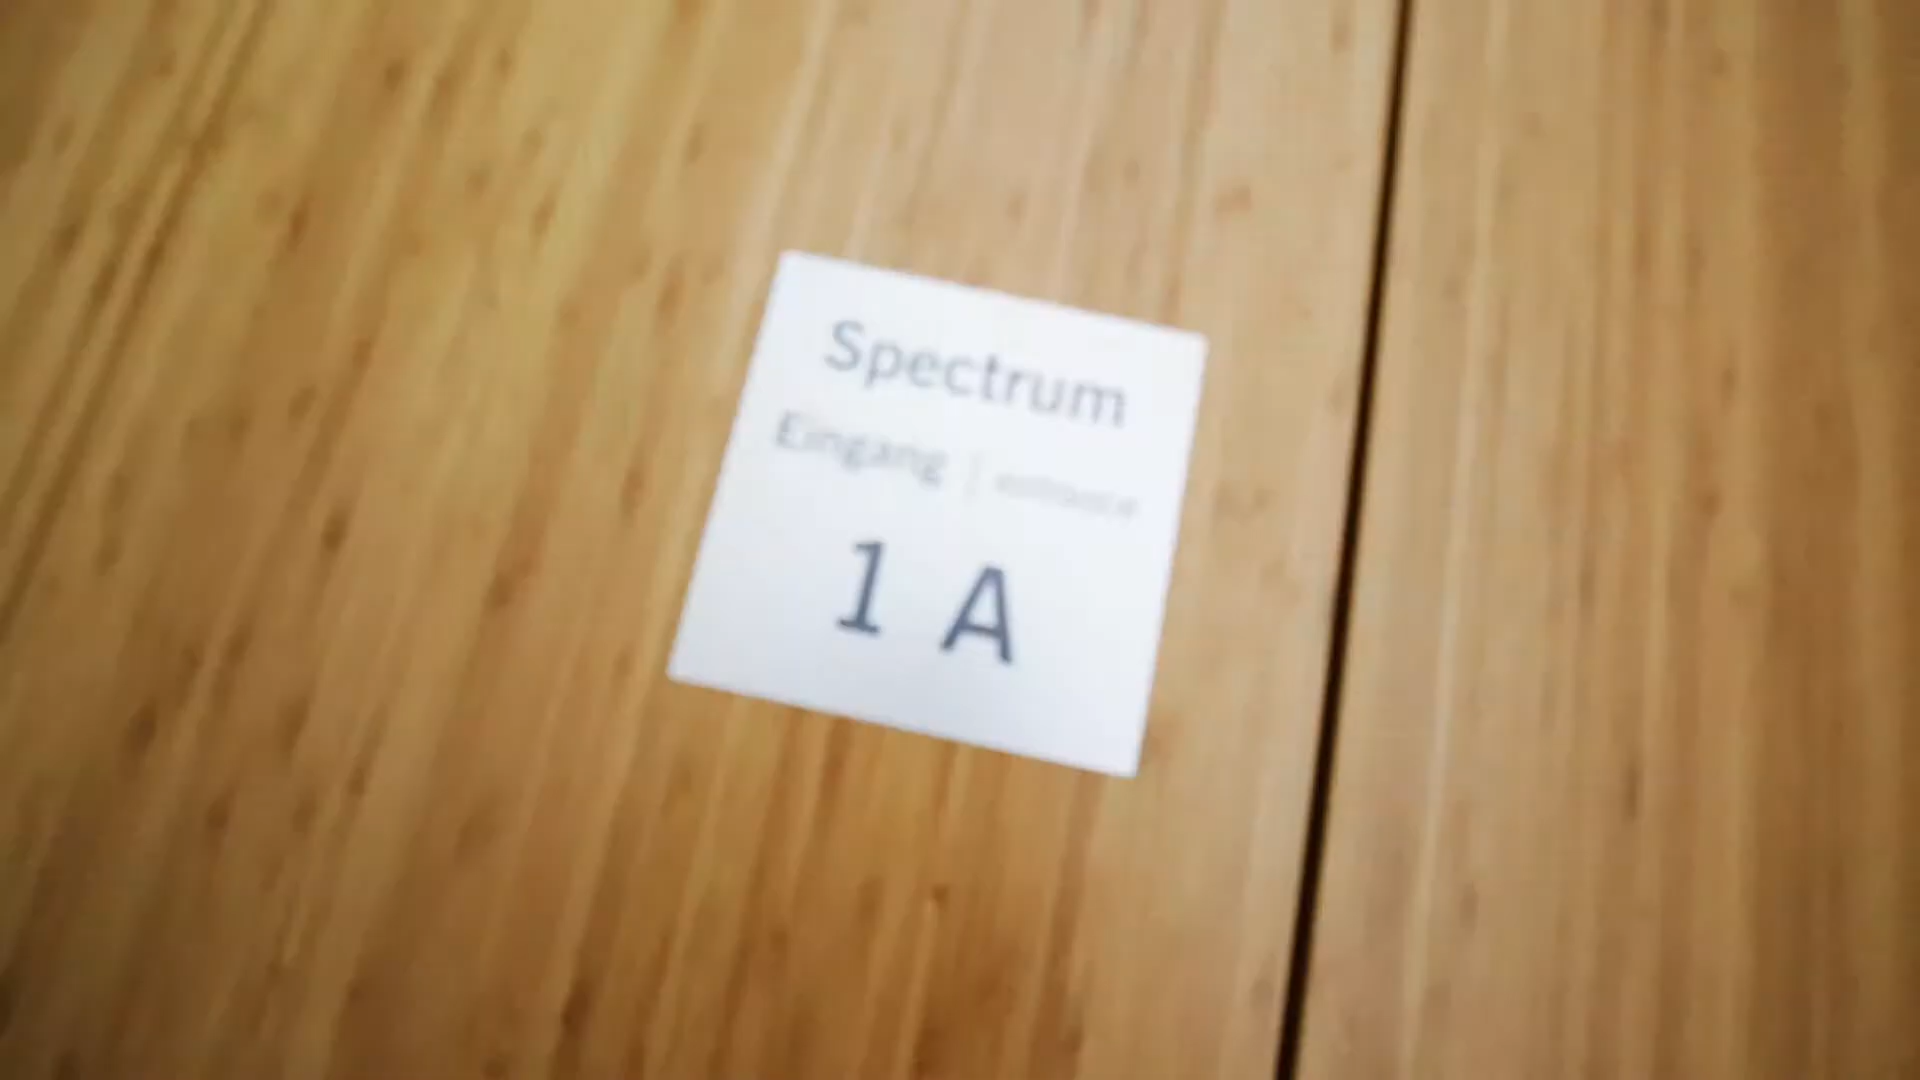 Spectrum
Eingang |
1 A